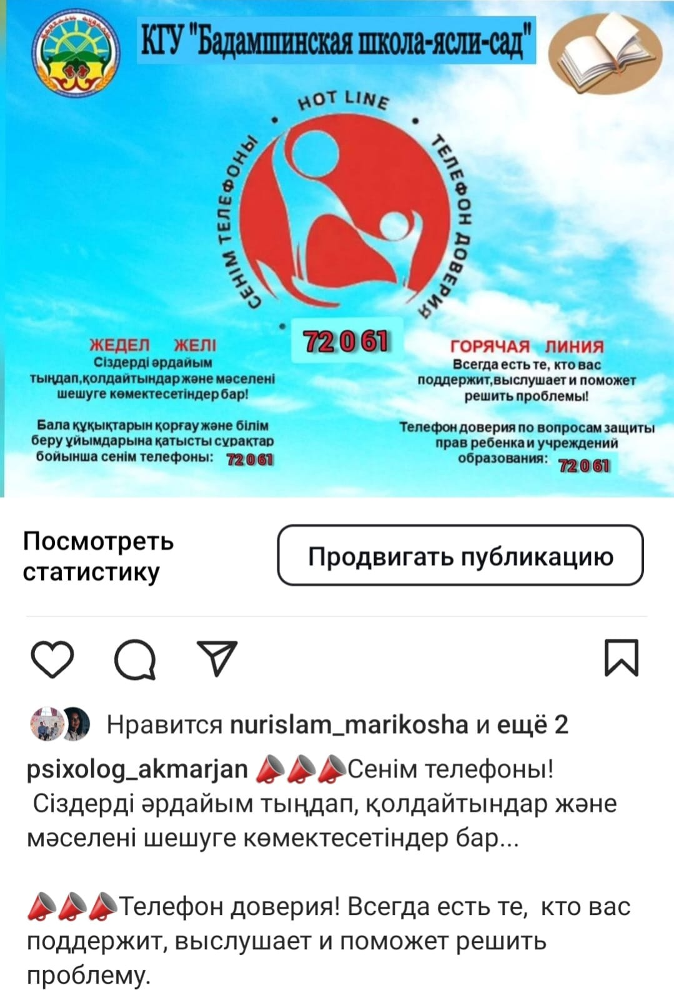 КГУ "Бадамшинская школа-ясли-сад"
HOT LINE
СЕНІМ ТЕЛЕФОНЫ
ТЕЛЕФОН ДОВЕРИЯ
72 0 61
ЖЕДЕЛ ЖЕЛІ
Сіздерді әрдайым
тыңдап,қолдайтындар және мәселені
шешуге көмектесетіндер бар!
Бала құқықтарын қорғау және білім
беру ұйымдарына қатысты сұрақтар
бойынша сенім телефоны: 72 0 61
ГОРЯЧАЯ ЛИНИЯ
Всегда есть те, кто вас
поддержит,выслушает и поможет
решить проблемы!
Телефон доверия по вопросам защиты
прав ребенка и учреждений
образования: 72 0 61
Посмотреть
статистику
Продвигать публикацию
Нравится nurislam_marikosha и ещё 2
psixolog_akmarjan 📣📣📣Сенім телефоны!
Сіздерді әрдайым тыңдап, қолдайтындар және
мәселені шешуге көмектесетіндер бар...
📣📣📣Телефон доверия! Всегда есть те, кто вас
поддержит, выслушает и поможет решить
проблему.